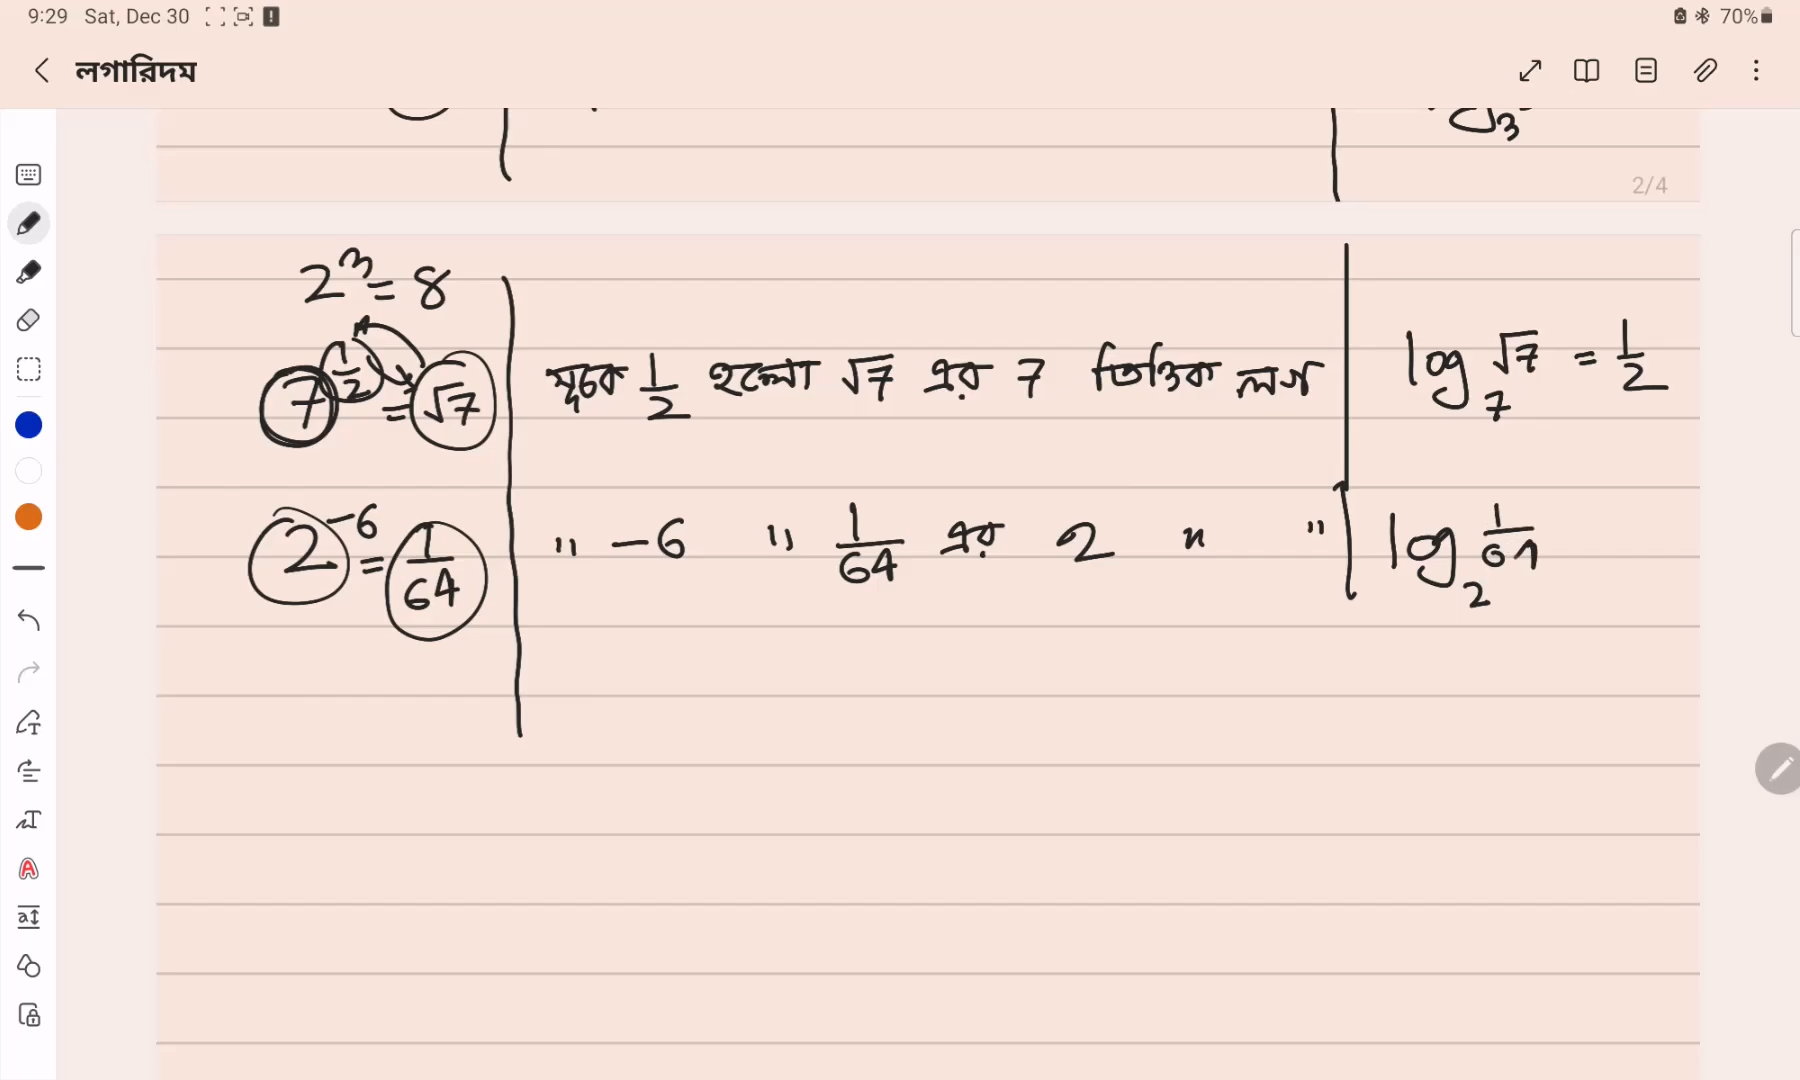 9:29 Sat, Dec 30 70%
লগারিদম
3
2/4
2³ = 8
7^(1/2) = √7 সূচক 1/2 হলো √7 এর 7 ভিত্তিক লগ log₇ √7 = 1/2
2⁻⁶ = 1/64 " -6 " 1/64 এর 2 " " log₂ 1/64